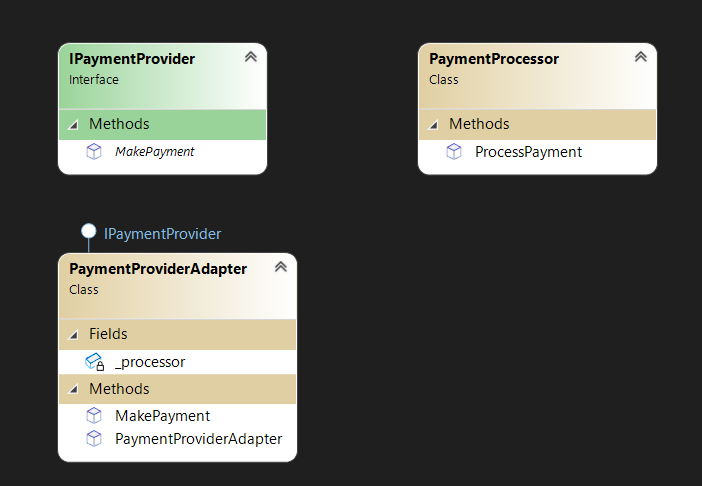 IPaymentProvider
Interface
Methods
MakePayment
PaymentProcessor
Class
Methods
ProcessPayment
IPaymentProvider
PaymentProviderAdapter
Class
Fields
_processor
Methods
MakePayment
PaymentProviderAdapter